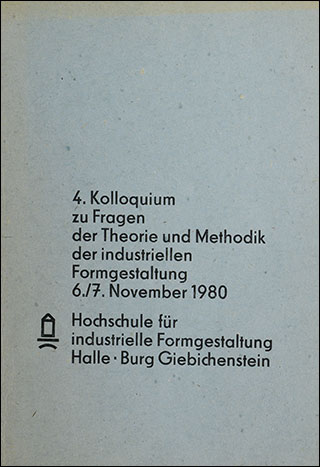 4. Kolloquium
zu Fragen
der Theorie und Methodik
der industriellen
Formgestaltung
6./7. November 1980
Hochschule für
industrielle Formgestaltung
Halle · Burg Giebichenstein